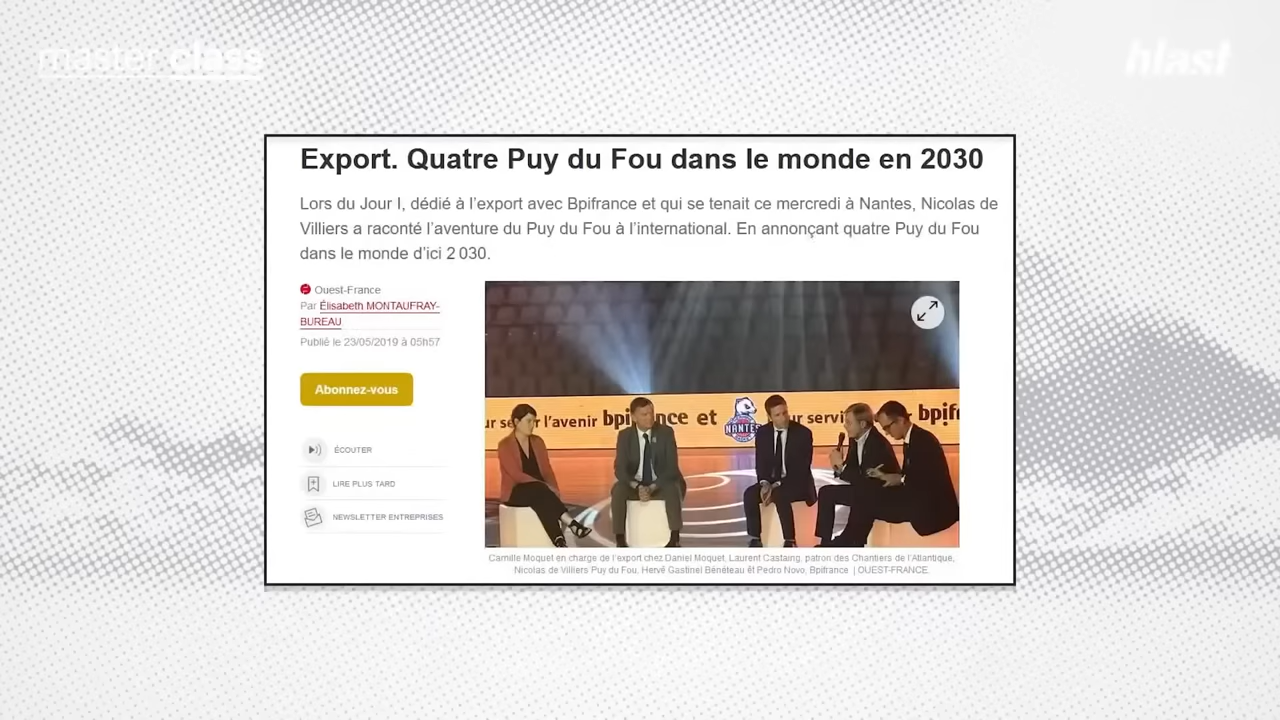 master class
blast
Export. Quatre Puy du Fou dans le monde en 2030
Lors du Jour I, dédié à l'export avec Bpifrance et qui se tenait ce mercredi à Nantes, Nicolas de
Villiers a raconté l'aventure du Puy du Fou à l'international. En annonçant quatre Puy du Fou
dans le monde d'ici 2 030.
Ouest-France
Par Élisabeth MONTAUFRAY-
BUREAU
Publié le 23/05/2019 à 05h57
Abonnez-vous
ÉCOUTER
LIRE PLUS TARD
NEWSLETTER ENTREPRISES
l'avenir bpifrance et NANTES ur servi bpif
Camille Moquet en charge de l'export chez Daniel Moquet, Laurent Castaing, patron des Chantiers de l'Atlantique,
Nicolas de Villiers Puy du Fou, Hervé Gastinel Bénéteau et Pedro Novo, Bpifrance | OUEST-FRANCE.